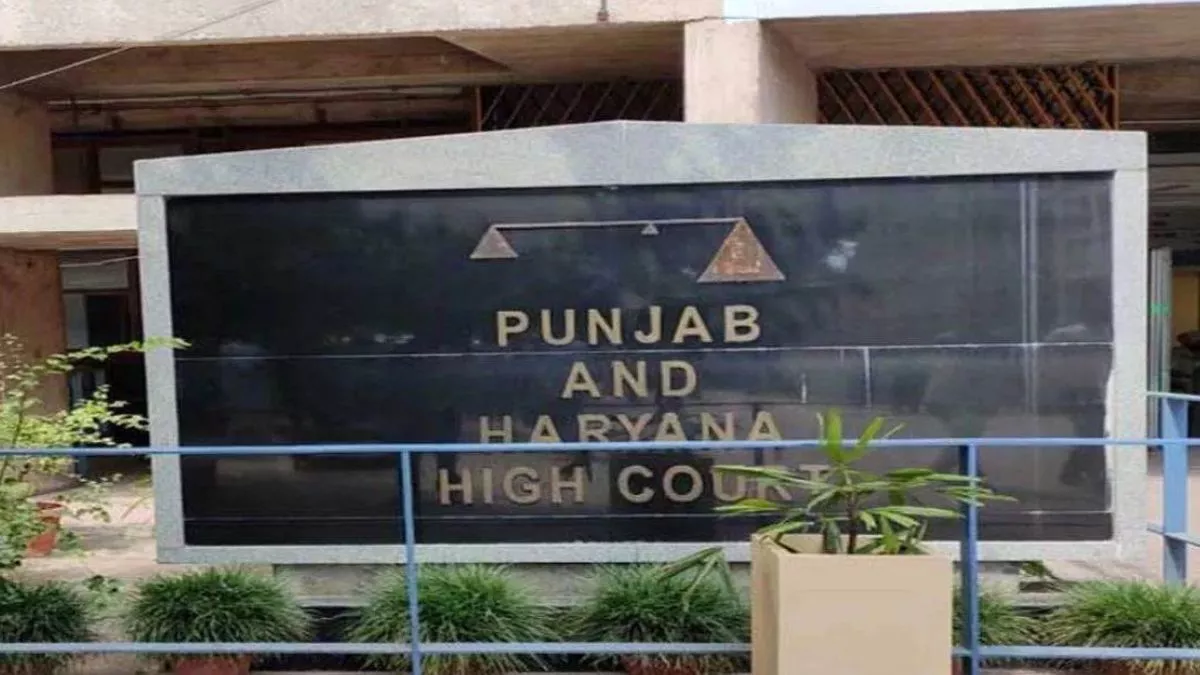 PUNJAB
AND
HARYANA
HIGH COURT